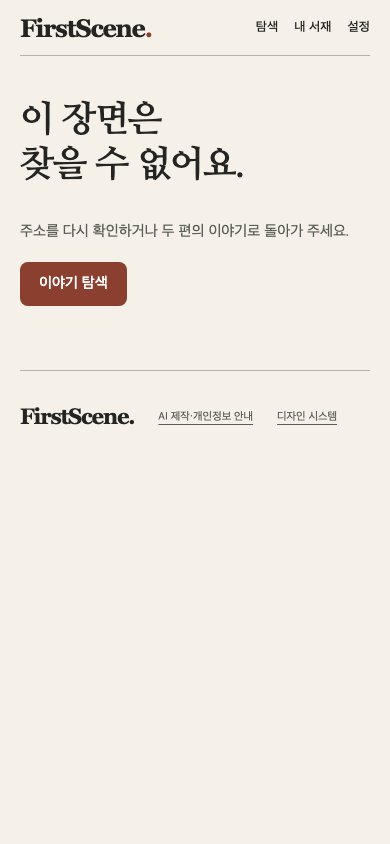 FirstScene.
탐색 내 서재 설정
이 장면은
찾을 수 없어요.
주소를 다시 확인하거나 두 편의 이야기로 돌아가 주세요.
이야기 탐색
FirstScene. AI 제작·개인정보 안내 디자인 시스템